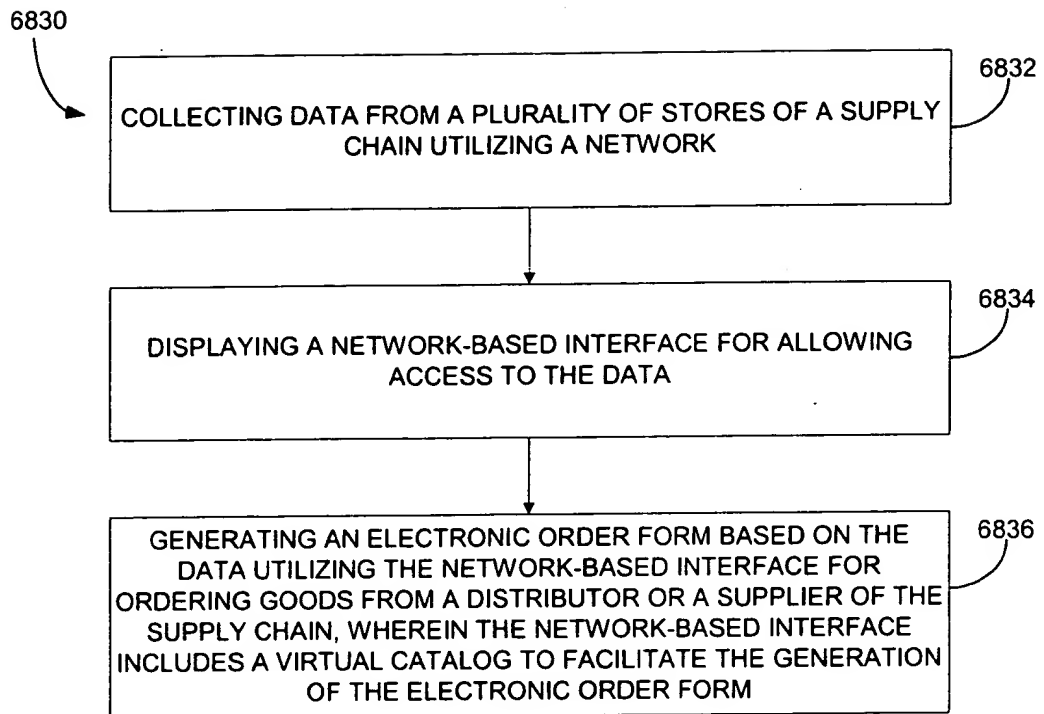 6830
6832
COLLECTING DATA FROM A PLURALITY OF STORES OF A SUPPLY
CHAIN UTILIZING A NETWORK
6834
DISPLAYING A NETWORK-BASED INTERFACE FOR ALLOWING
ACCESS TO THE DATA
6836
GENERATING AN ELECTRONIC ORDER FORM BASED ON THE
DATA UTILIZING THE NETWORK-BASED INTERFACE FOR
ORDERING GOODS FROM A DISTRIBUTOR OR A SUPPLIER OF THE
SUPPLY CHAIN, WHEREIN THE NETWORK-BASED INTERFACE
INCLUDES A VIRTUAL CATALOG TO FACILITATE THE GENERATION
OF THE ELECTRONIC ORDER FORM